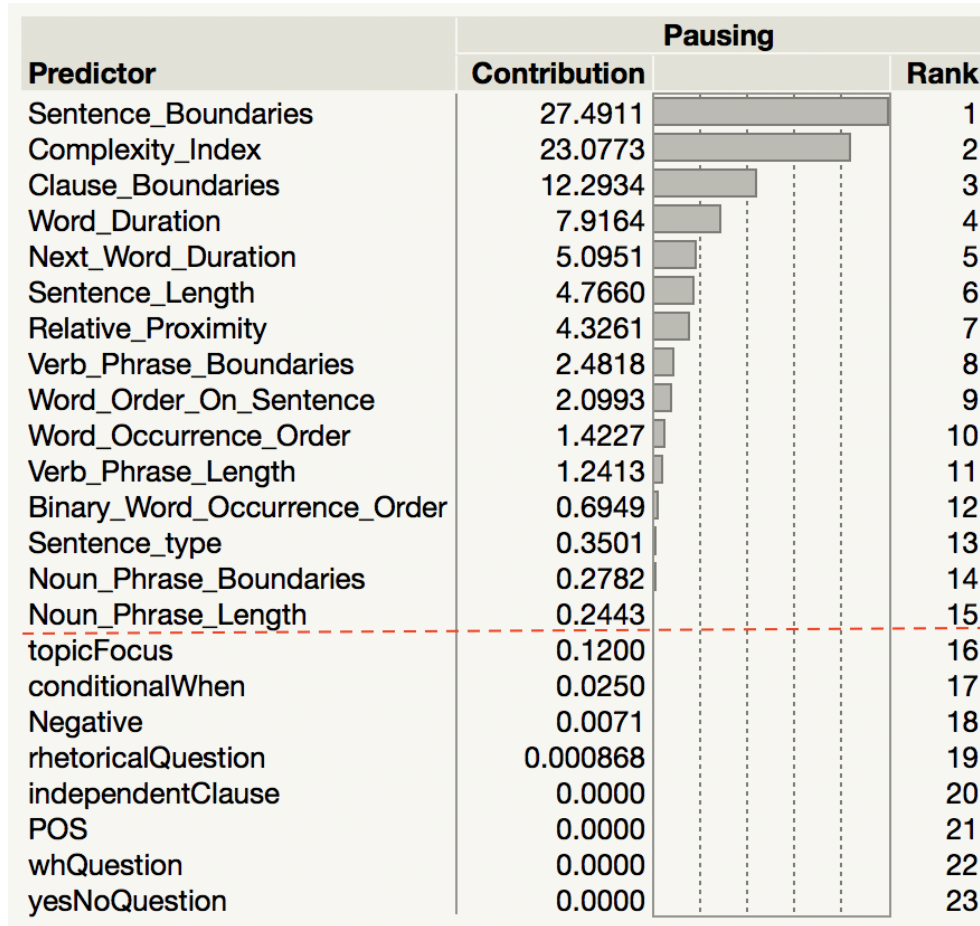 Pausing
Predictor Contribution Rank
Sentence_Boundaries 27.4911 1
Complexity_Index 23.0773 2
Clause_Boundaries 12.2934 3
Word_Duration 7.9164 4
Next_Word_Duration 5.0951 5
Sentence_Length 4.7660 6
Relative_Proximity 4.3261 7
Verb_Phrase_Boundaries 2.4818 8
Word_Order_On_Sentence 2.0993 9
Word_Occurrence_Order 1.4227 10
Verb_Phrase_Length 1.2413 11
Binary_Word_Occurrence_Order 0.6949 12
Sentence_type 0.3501 13
Noun_Phrase_Boundaries 0.2782 14
Noun_Phrase_Length 0.2443 15
topicFocus 0.1200 16
conditionalWhen 0.0250 17
Negative 0.0071 18
rhetoricalQuestion 0.000868 19
independentClause 0.0000 20
POS 0.0000 21
whQuestion 0.0000 22
yesNoQuestion 0.0000 23